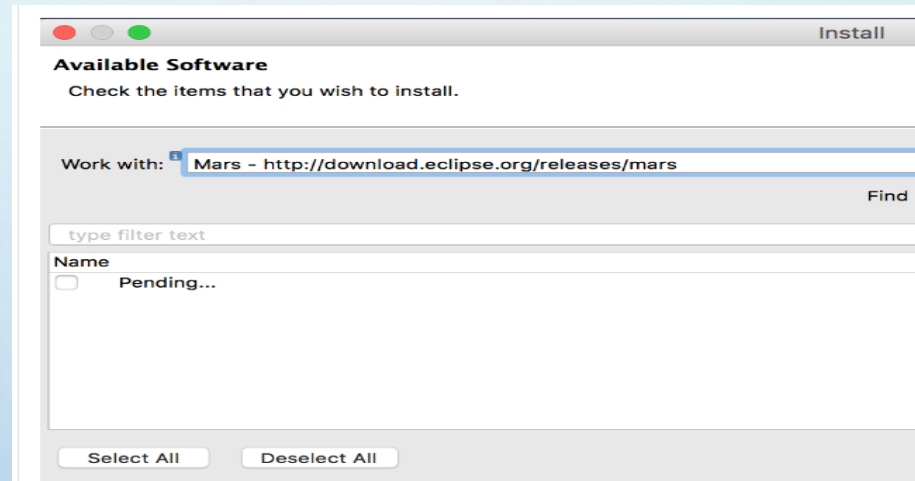 Install
Available Software
Check the items that you wish to install.
Work with: Mars - http://download.eclipse.org/releases/mars
Find
type filter text
Name
Pending...
Select All Deselect All